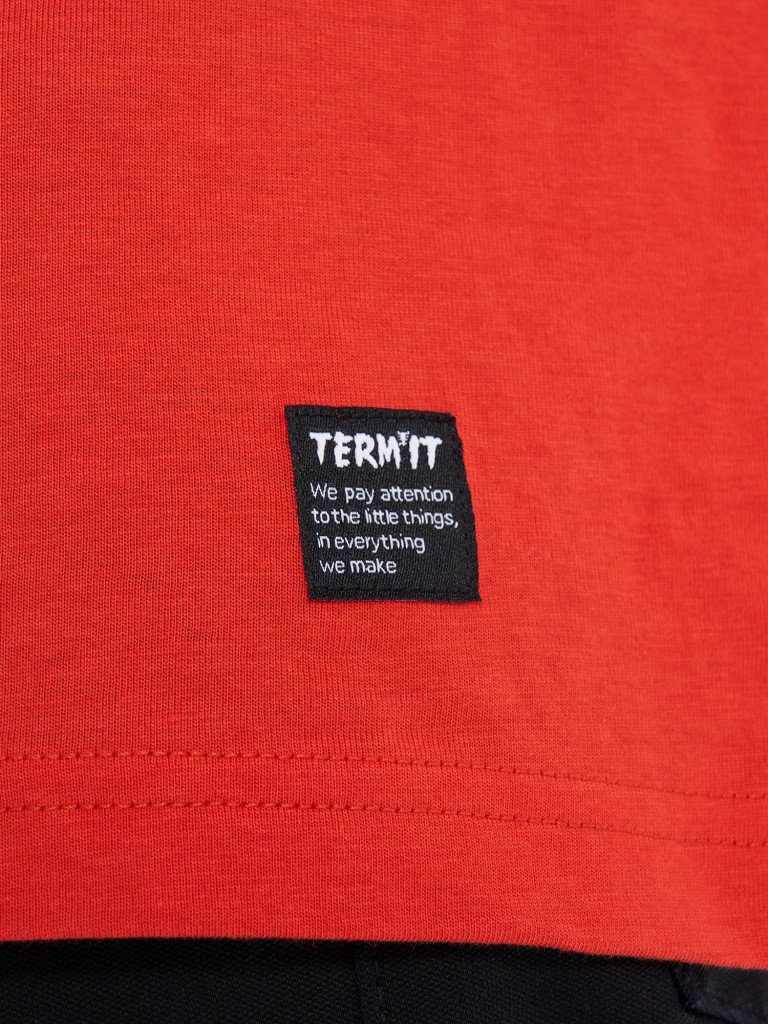 TERMIT
We pay attention
to the little things,
in everything
we make